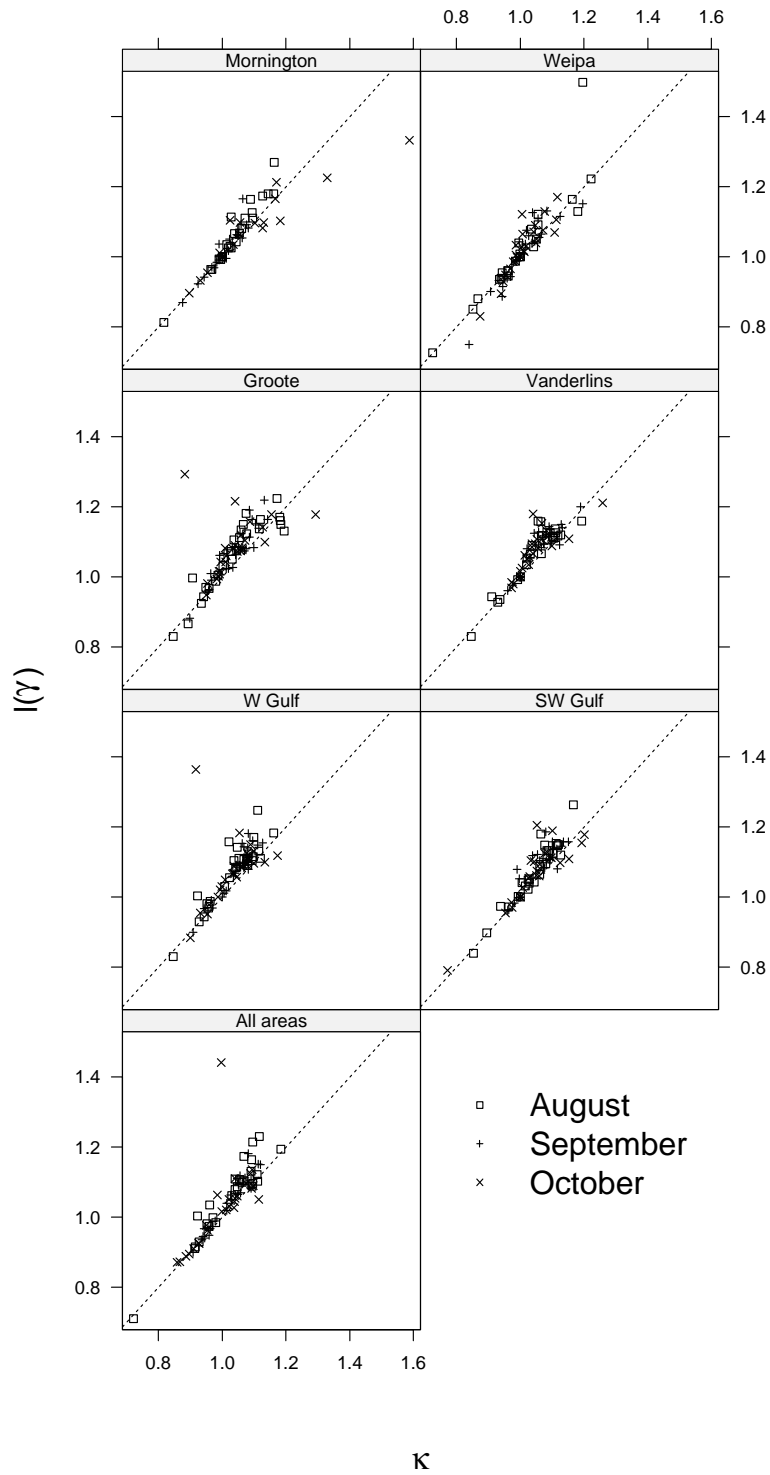 0.8 1.0 1.2 1.4 1.6
Mornington
Weipa
1.4
1.2
1.0
0.8
Groote
Vanderlins
1.4
1.2
1.0
0.8
I(γ)
W Gulf
SW Gulf
1.4
1.2
1.0
0.8
All areas
1.4
1.2
1.0
0.8
August
September
October
0.8 1.0 1.2 1.4 1.6
κ